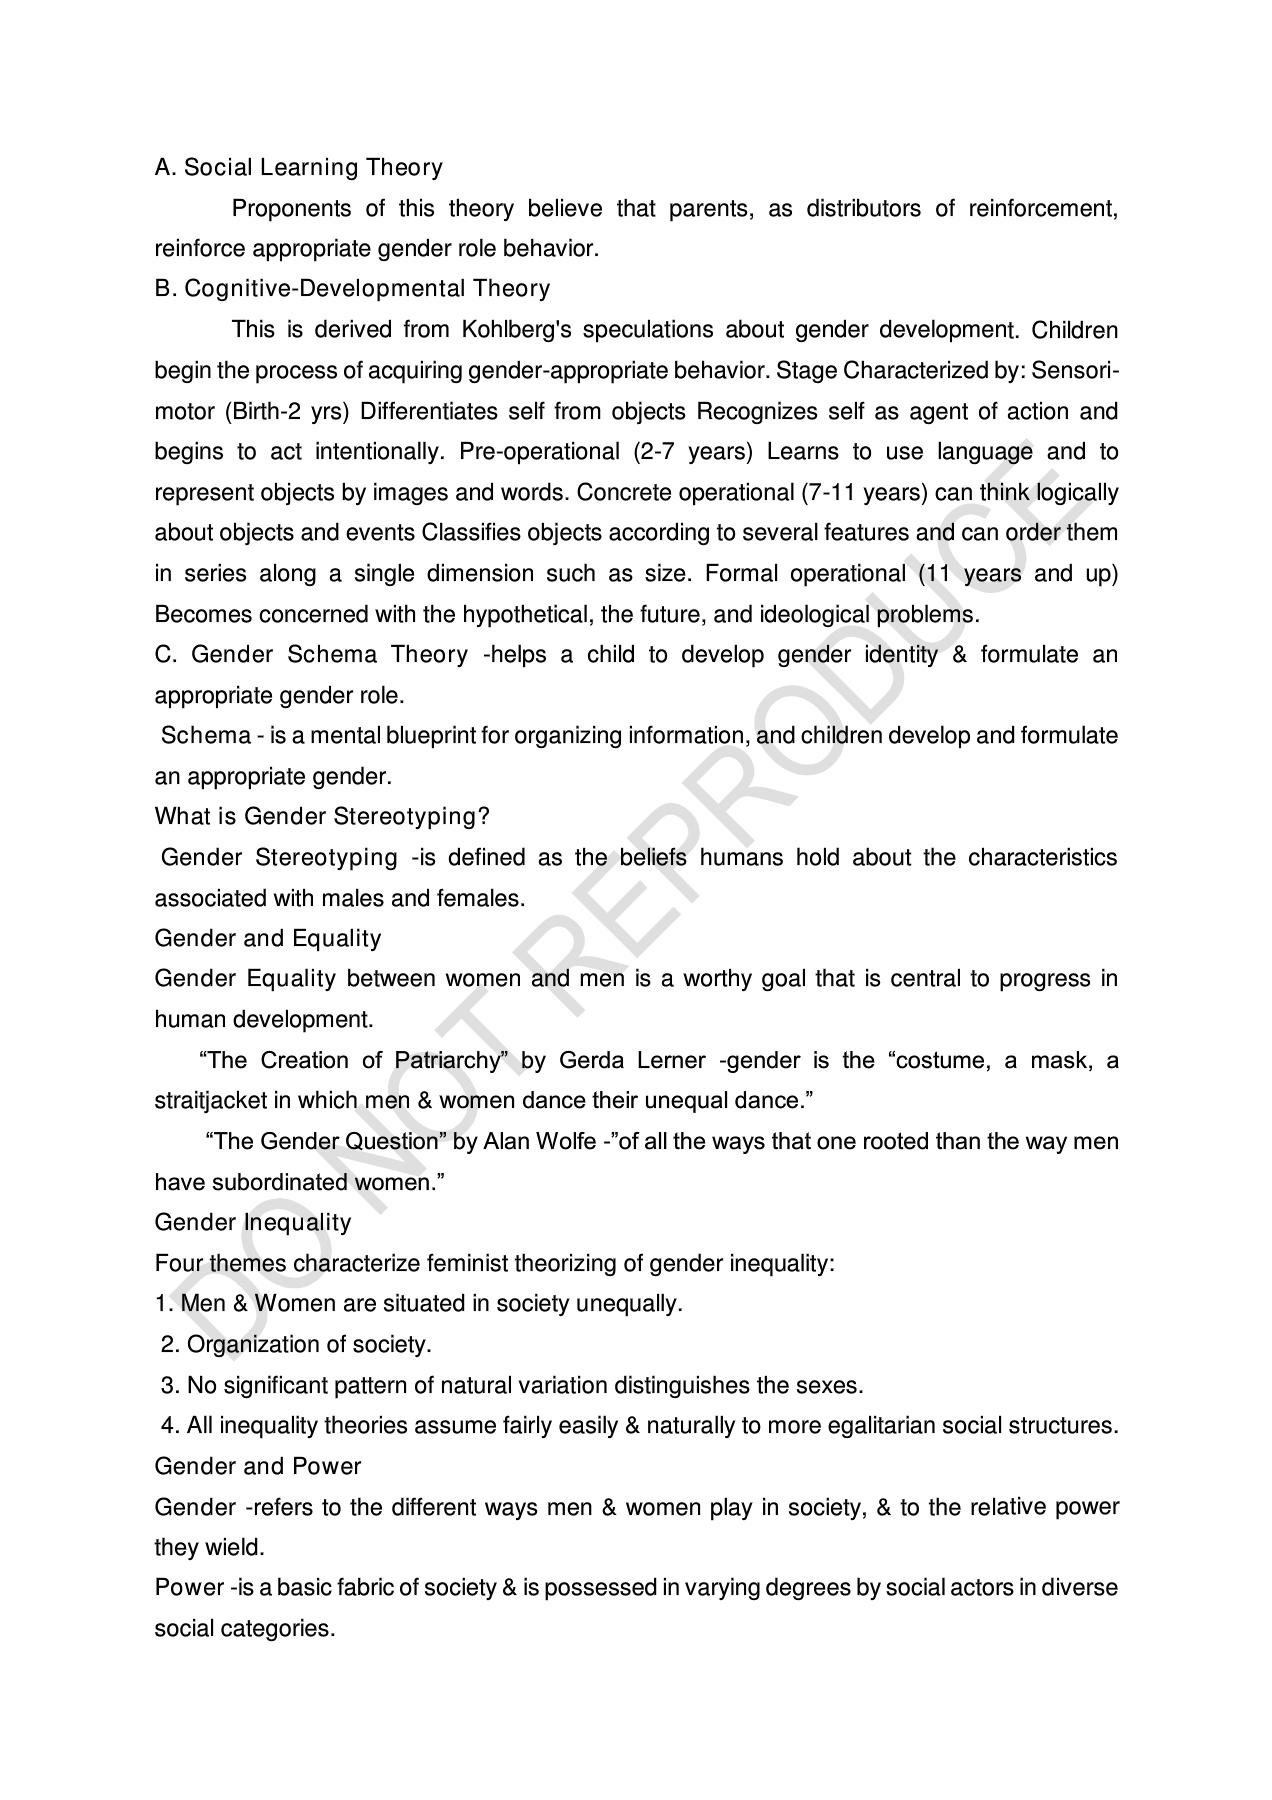 A. Social Learning Theory
Proponents of this theory believe that parents, as distributors of reinforcement,
reinforce appropriate gender role behavior.
B. Cognitive-Developmental Theory
This is derived from Kohlberg's speculations about gender development. Children
begin the process of acquiring gender-appropriate behavior. Stage Characterized by: Sensori-
motor (Birth-2 yrs) Differentiates self from objects Recognizes self as agent of action and
begins to act intentionally. Pre-operational (2-7 years) Learns to use language and to
represent objects by images and words. Concrete operational (7-11 years) can think logically
about objects and events Classifies objects according to several features and can order them
in series along a single dimension such as size. Formal operational (11 years and up)
Becomes concerned with the hypothetical, the future, and ideological problems.
C. Gender Schema Theory -helps a child to develop gender identity & formulate an
appropriate gender role.
Schema - is a mental blueprint for organizing information, and children develop and formulate
an appropriate gender.
What is Gender Stereotyping?
Gender Stereotyping -is defined as the beliefs humans hold about the characteristics
associated with males and females.
Gender and Equality
Gender Equality between women and men is a worthy goal that is central to progress in
human development.
“The Creation of Patriarchy” by Gerda Lerner -gender is the “costume, a mask, a
straitjacket in which men & women dance their unequal dance.”
“The Gender Question” by Alan Wolfe -”of all the ways that one rooted than the way men
have subordinated women.”
Gender Inequality
Four themes characterize feminist theorizing of gender inequality:
1. Men & Women are situated in society unequally.
2. Organization of society.
3. No significant pattern of natural variation distinguishes the sexes.
4. All inequality theories assume fairly easily & naturally to more egalitarian social structures.
Gender and Power
Gender -refers to the different ways men & women play in society, & to the relative power
they wield.
Power -is a basic fabric of society & is possessed in varying degrees by social actors in diverse
social categories.
DO NOT REPRODUCE